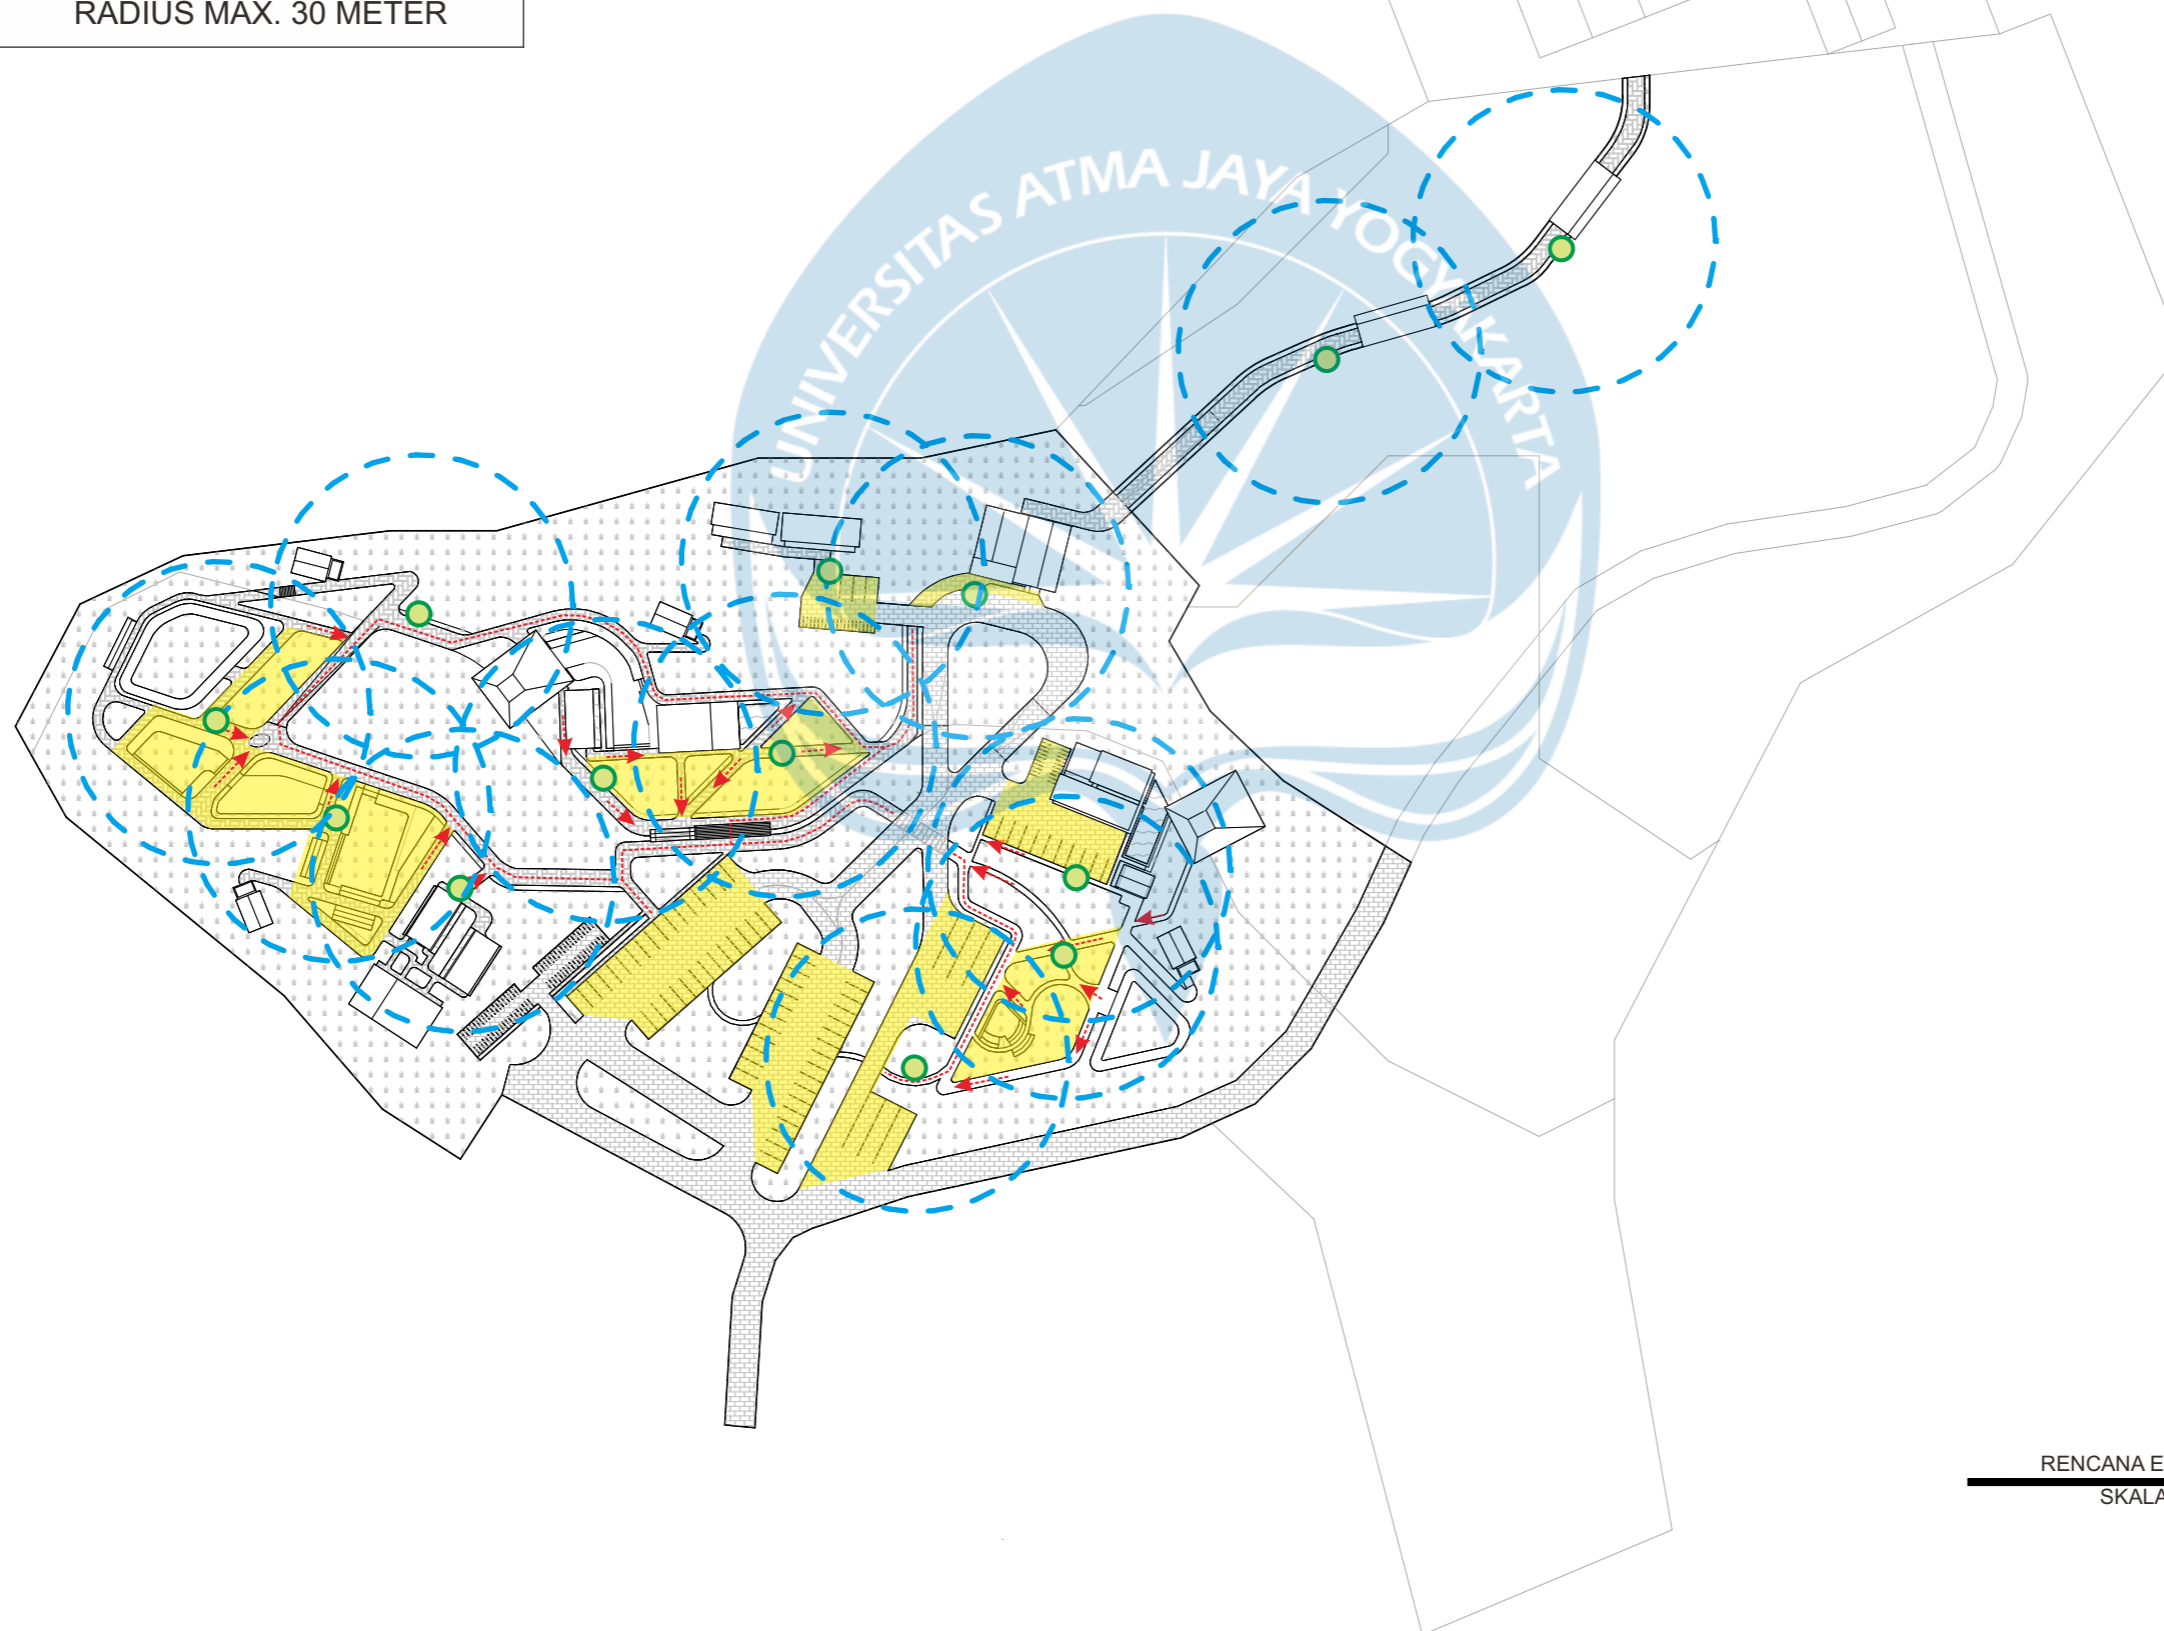 RADIUS MAX. 30 METER
UNIVERSITAS ATMA JAYA YOGYAKARTA
RENCANA E
SKALA